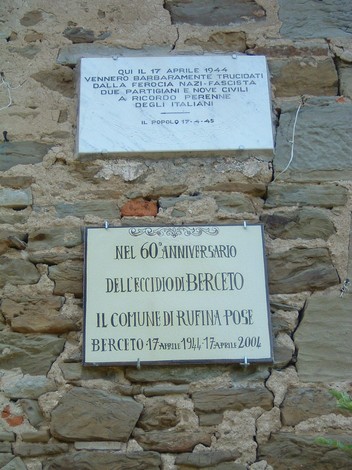 QUI IL 17 APRILE 1944
VENNERO BARBARAMENTE TRUCIDATI
DALLA FEROCIA NAZI-FASCISTA
DUE PARTIGIANI E NOVE CIVILI
A RICORDO PERENNE
DEGLI ITALIANI
IL POPOLO 17-4-45
NEL 60° ANNIVERSARIO
DELL'ECCIDIO DI BERCETO
IL COMUNE DI RUFINA POSE
BERCETO 17 APRILE 1944-17 APRILE 2004